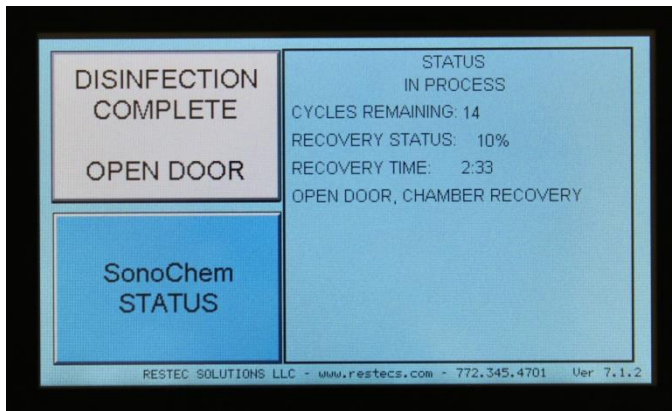 DISINFECTION
COMPLETE
OPEN DOOR
SonoChem
STATUS
STATUS
IN PROCESS
CYCLES REMAINING: 14
RECOVERY STATUS: 10%
RECOVERY TIME: 2:33
OPEN DOOR, CHAMBER RECOVERY
RESTEC SOLUTIONS LLC - www.restecs.com - 772.345.4701 Ver 7.1.2